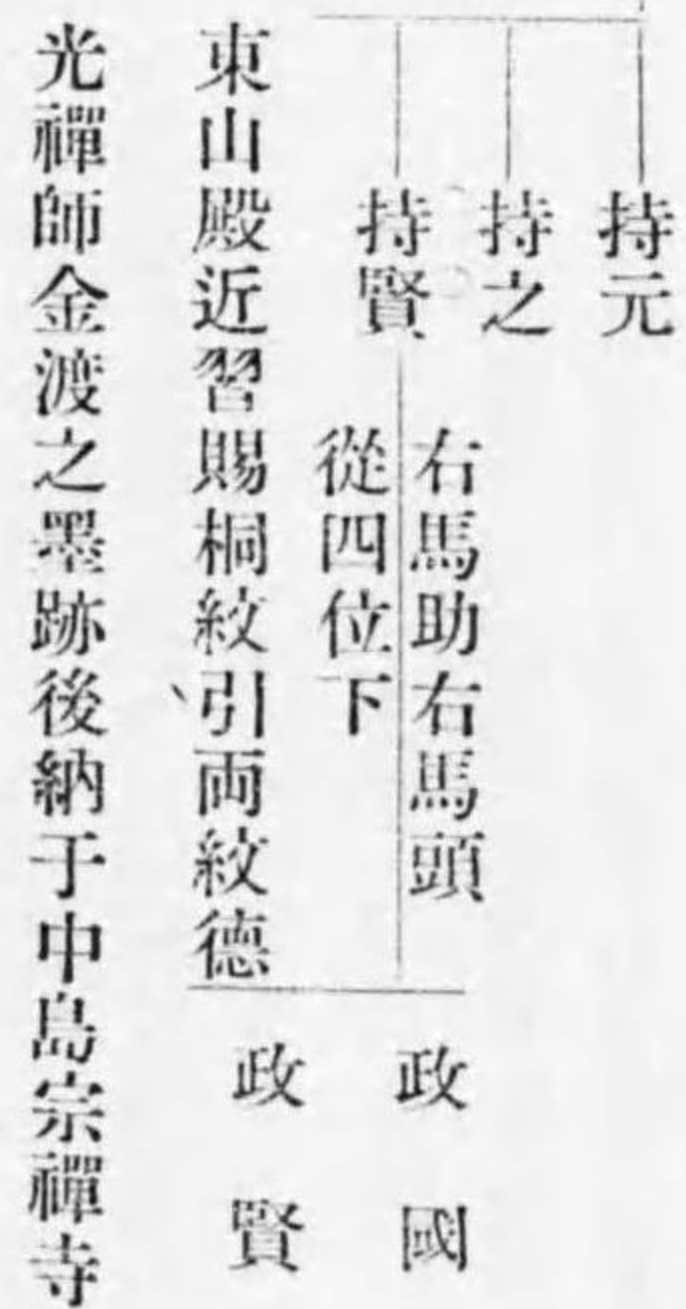 持元
持之
持賢
右馬助右馬頭
從四位下
東山殿近習賜桐紋引両紋德
光禪師金渡之墨跡後納于中島宗禪寺
政國
政賢